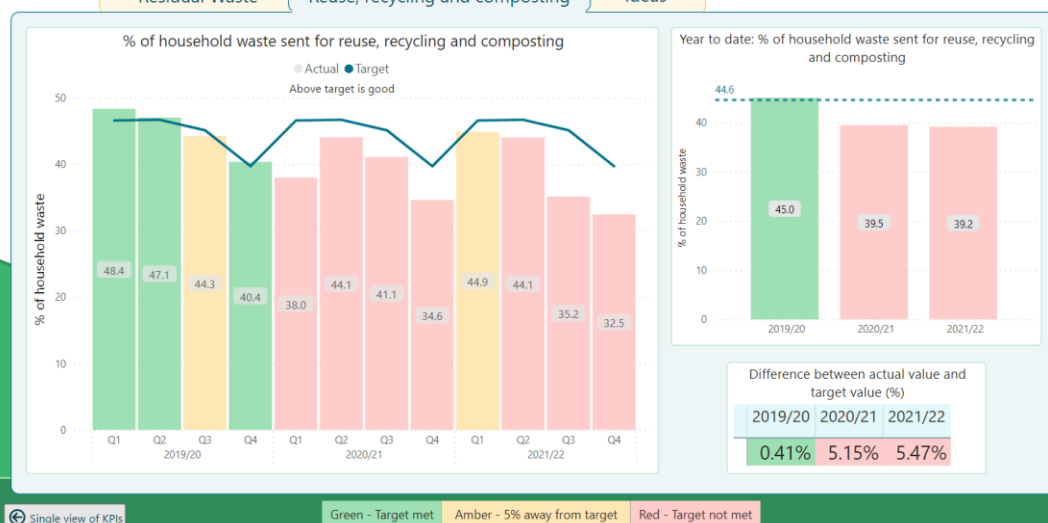 Residual Waste
Reuse, recycling and composting
Ideas
% of household waste sent for reuse, recycling and composting
Actual Target
Above target is good
% of household waste
50
40
30
20
10
0
48.4
47.1
44.3
40.4
38.0
44.1
41.1
34.6
44.9
44.1
35.2
32.5
Q1 Q2 Q3 Q4 Q1 Q2 Q3 Q4 Q1 Q2 Q3 Q4
2019/20 2020/21 2021/22
Year to date: % of household waste sent for reuse, recycling
and composting
44.6
% of household waste
40
30
20
10
0
45.0
39.5
39.2
2019/20 2020/21 2021/22
Difference between actual value and
target value (%)
2019/20 2020/21 2021/22
0.41% 5.15% 5.47%
Single view of KPIs
Green - Target met
Amber - 5% away from target
Red - Target not met